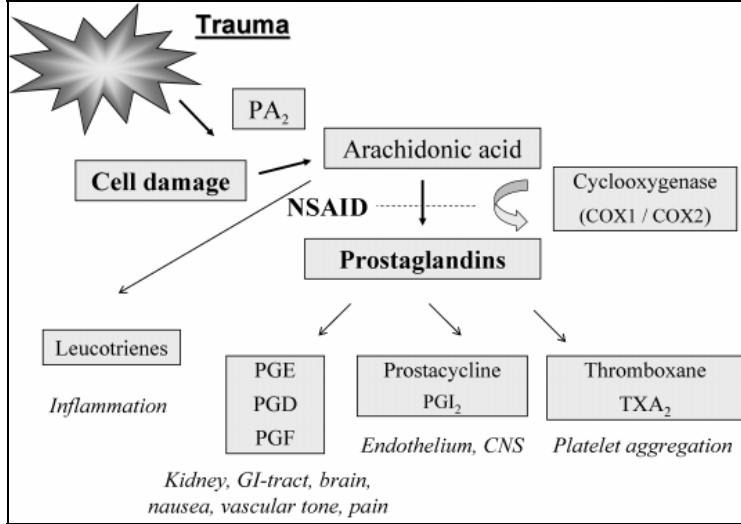 Trauma
PA₂
Arachidonic acid
Cell damage
Cyclooxygenase
(COX1 / COX2)
NSAID
Prostaglandins
Leucotrienes
Inflammation
PGE
PGD
PGF
Kidney, GI-tract, brain,
nausea, vascular tone, pain
Prostacycline
PGI₂
Endothelium, CNS
Thromboxane
TXA₂
Platelet aggregation